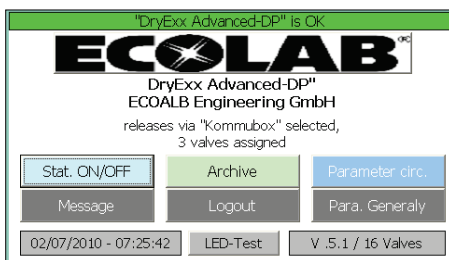 "DryExx Advanced-DP" is OK
ECOLAB®
DryExx Advanced-DP"
ECOALB Engineering GmbH
releases via "Kommubox" selected,
3 valves assigned
Stat. ON/OFF Archive Parameter circ.
Message Logout Para. Generaly
02/07/2010 - 07:25:42 LED-Test V .5.1 / 16 Valves